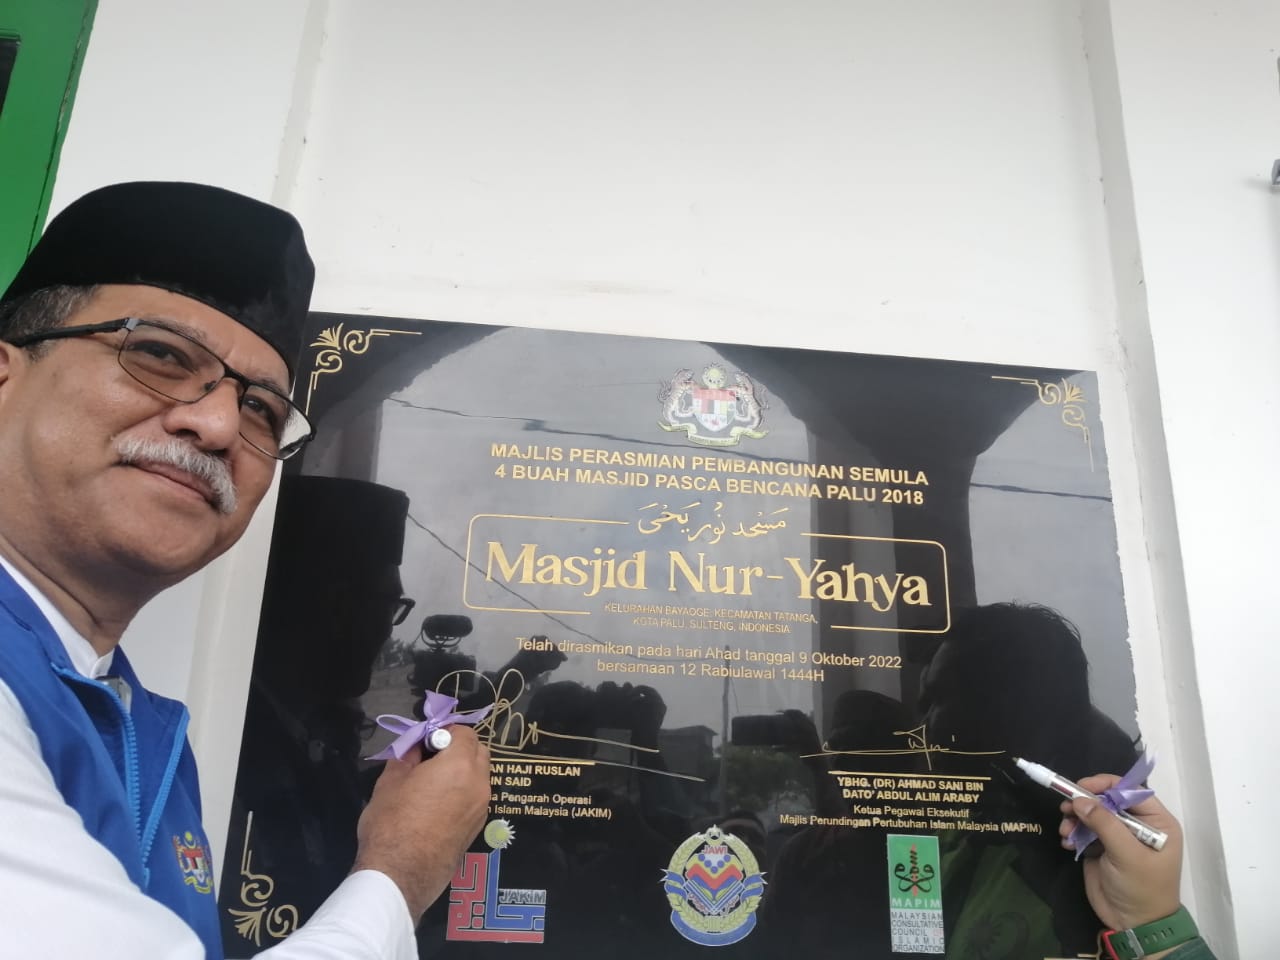 MAJLIS PERASMIAN PEMBANGUNAN SEMULA
4 BUAH MASJID PASCA BENCANA PALU 2018
مَسْجِد نُوْر يَحْيَى
Masjid Nur-Yahya
KELURAHAN BAYAOGE, KECAMATAN TATANGA,
KOTA PALU, SULTENG, INDONESIA
Telah dirasmikan pada hari Ahad tanggal 9 Oktober 2022
bersamaan 12 Rabiulawal 1444H
HAJI RUSLAN
SAID
Pengarah Operasi
Islam Malaysia (JAKIM)
YBHG. (DR) AHMAD SANI BIN
DATO' ABDUL ALIM ARABY
Ketua Pegawai Eksekutif
Majlis Perundingan Pertubuhan Islam Malaysia (MAPIM)
JAKIM
JAWI
MAPIM
MALAYSIAN
CONSULTATIVE
COUNCIL OF
ISLAMIC
ORGANIZATION